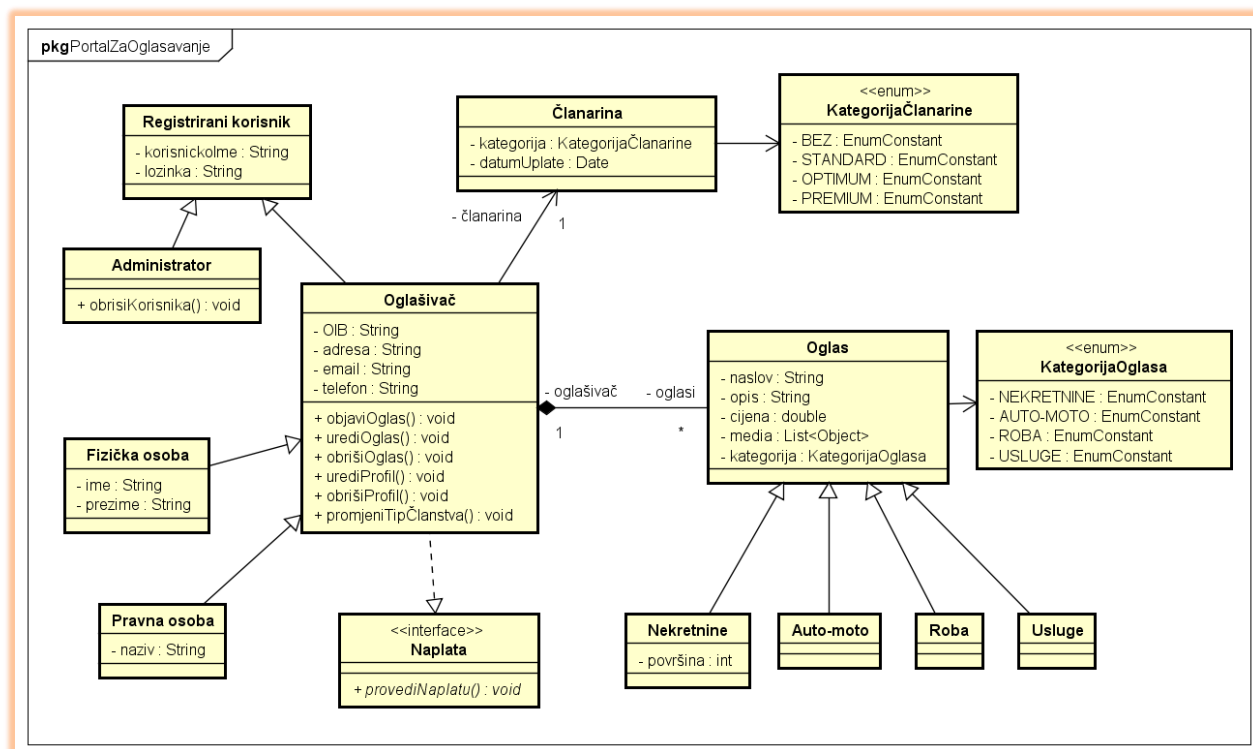 pkgPortalZaOglasavanje
Registrirani korisnik
- korisnickoIme : String
- lozinka : String
Članarina
- kategorija : KategorijaČlanarine
- datumUplate : Date
<<enum>>
KategorijaČlanarine
- BEZ : EnumConstant
- STANDARD : EnumConstant
- OPTIMUM : EnumConstant
- PREMIUM : EnumConstant
- članarina
1
Administrator
+ obrisiKorisnika() : void
Oglašivač
- OIB : String
- adresa : String
- email : String
- telefon : String
+ objaviOglas() : void
+ urediOglas() : void
+ obrišiOglas() : void
+ urediProfil() : void
+ obrišiProfil() : void
+ promjeniTipČlanstva() : void
- oglašivač
1
- oglasi
*
Oglas
- naslov : String
- opis : String
- cijena : double
- media : List<Object>
- kategorija : KategorijaOglasa
<<enum>>
KategorijaOglasa
- NEKRETNINE : EnumConstant
- AUTO-MOTO : EnumConstant
- ROBA : EnumConstant
- USLUGE : EnumConstant
Fizička osoba
- ime : String
- prezime : String
Pravna osoba
- naziv : String
<<interface>>
Naplata
+ provediNaplatu() : void
Nekretnine
- površina : int
Auto-moto
Roba
Usluge